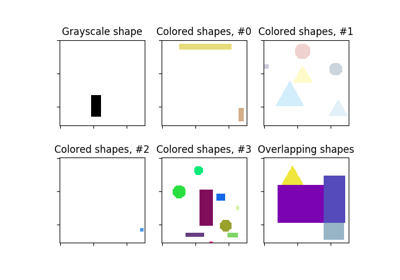 Grayscale shape
Colored shapes, #0
Colored shapes, #1
Colored shapes, #2
Colored shapes, #3
Overlapping shapes